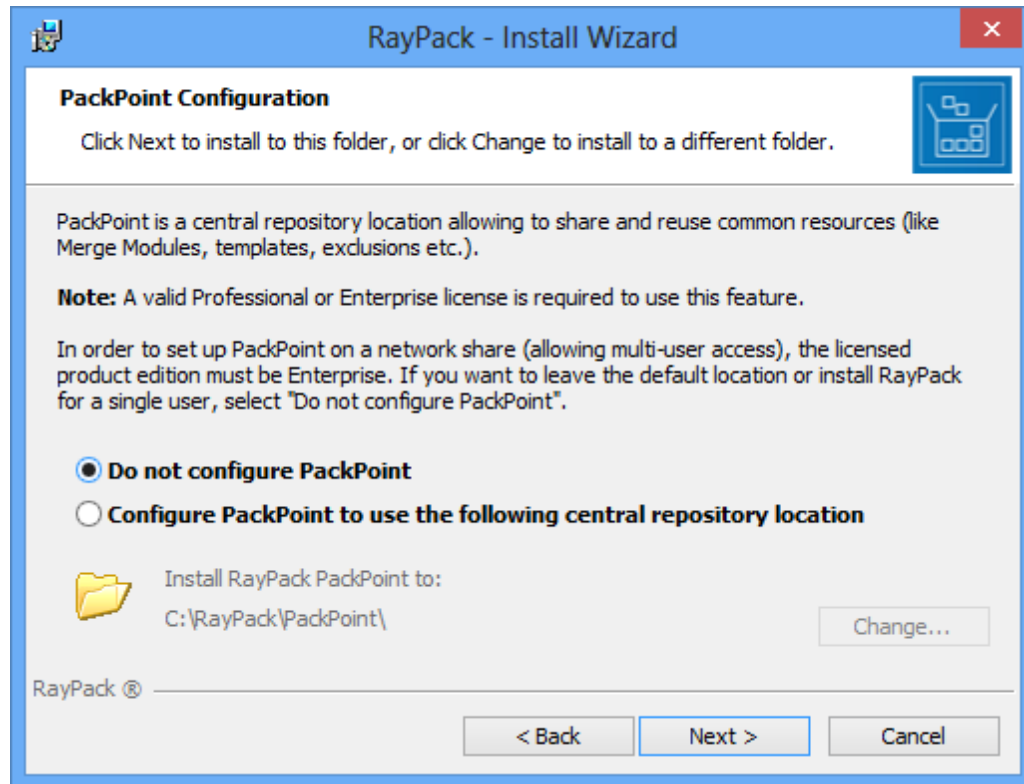 RayPack - Install Wizard
PackPoint Configuration
Click Next to install to this folder, or click Change to install to a different folder.
PackPoint is a central repository location allowing to share and reuse common resources (like
Merge Modules, templates, exclusions etc.).
Note: A valid Professional or Enterprise license is required to use this feature.
In order to set up PackPoint on a network share (allowing multi-user access), the licensed
product edition must be Enterprise. If you want to leave the default location or install RayPack
for a single user, select "Do not configure PackPoint".
Do not configure PackPoint
Configure PackPoint to use the following central repository location
Install RayPack PackPoint to:
C:\RayPack\PackPoint\
Change...
RayPack ®
< Back
Next >
Cancel